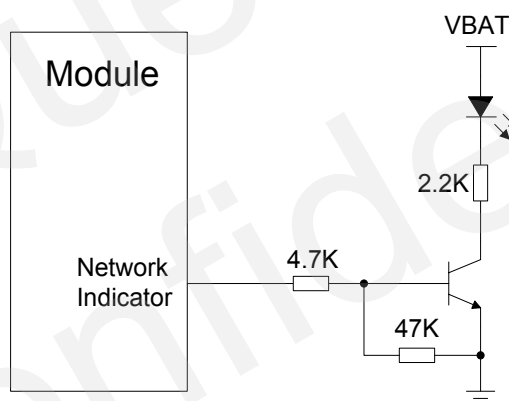 VBAT
Module
2.2K
4.7K
Network
Indicator
47K